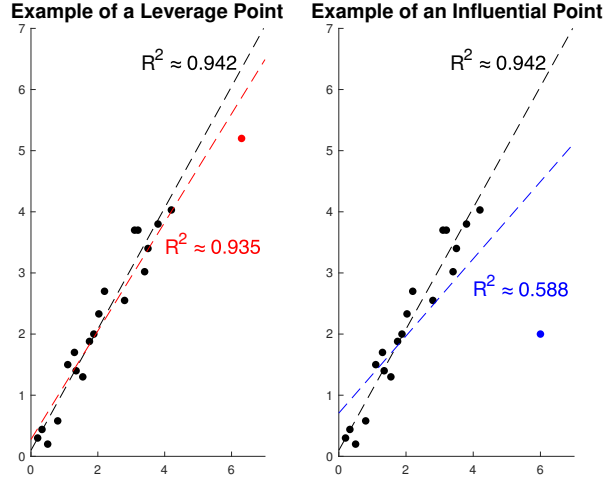 Example of a Leverage Point
7
6
5
4
3
2
1
0
0 2 4 6
R² ≈ 0.942
R² ≈ 0.935
Example of an Influential Point
7
6
5
4
3
2
1
0
0 2 4 6
R² ≈ 0.942
R² ≈ 0.588